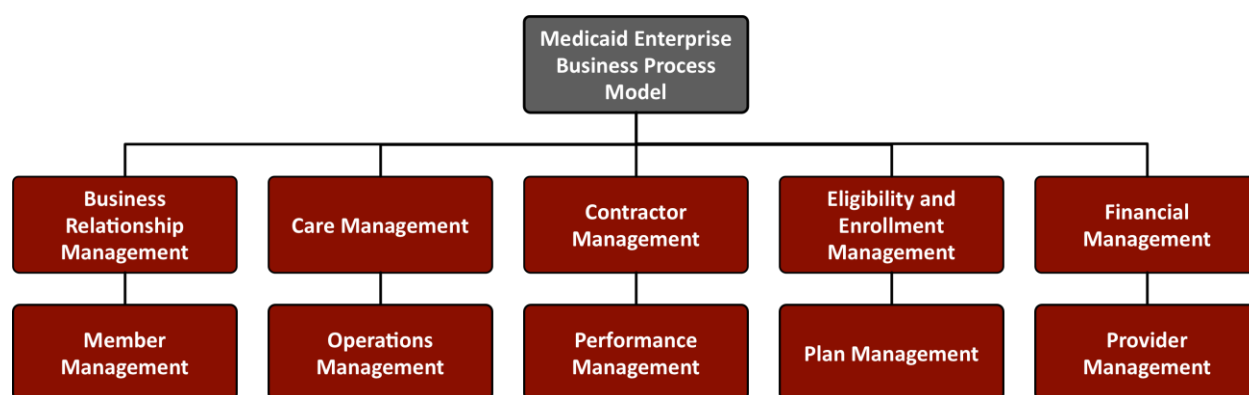 Medicaid Enterprise
Business Process
Model
Business
Relationship
Management
Care Management
Contractor
Management
Eligibility and
Enrollment
Management
Financial
Management
Member
Management
Operations
Management
Performance
Management
Plan Management
Provider
Management